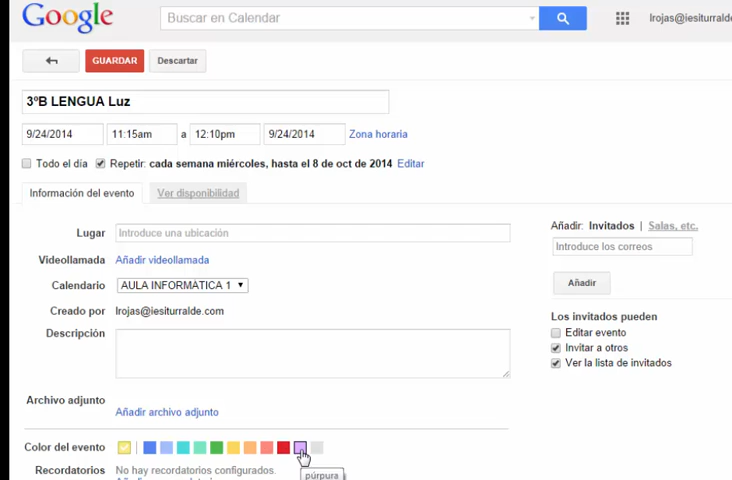 Google
Buscar en Calendar
GUARDAR Descartar
3ºB LENGUA Luz
9/24/2014 11:15am a 12:10pm 9/24/2014 Zona horaria
Todo el día Repetir: cada semana miércoles, hasta el 8 de oct de 2014 Editar
Información del evento Ver disponibilidad
Lugar Introduce una ubicación
Videollamada Añadir videollamada
Calendario AULA INFORMÁTICA 1
Creado por lrojas@iesiturralde.com
Descripción
Archivo adjunto
Añadir archivo adjunto
Color del evento
púrpura
Recordatorios No hay recordatorios configurados.
Añadir: Invitados | Salas, etc.
Introduce los correos
Añadir
Los invitados pueden
Editar evento
Invitar a otros
Ver la lista de invitados